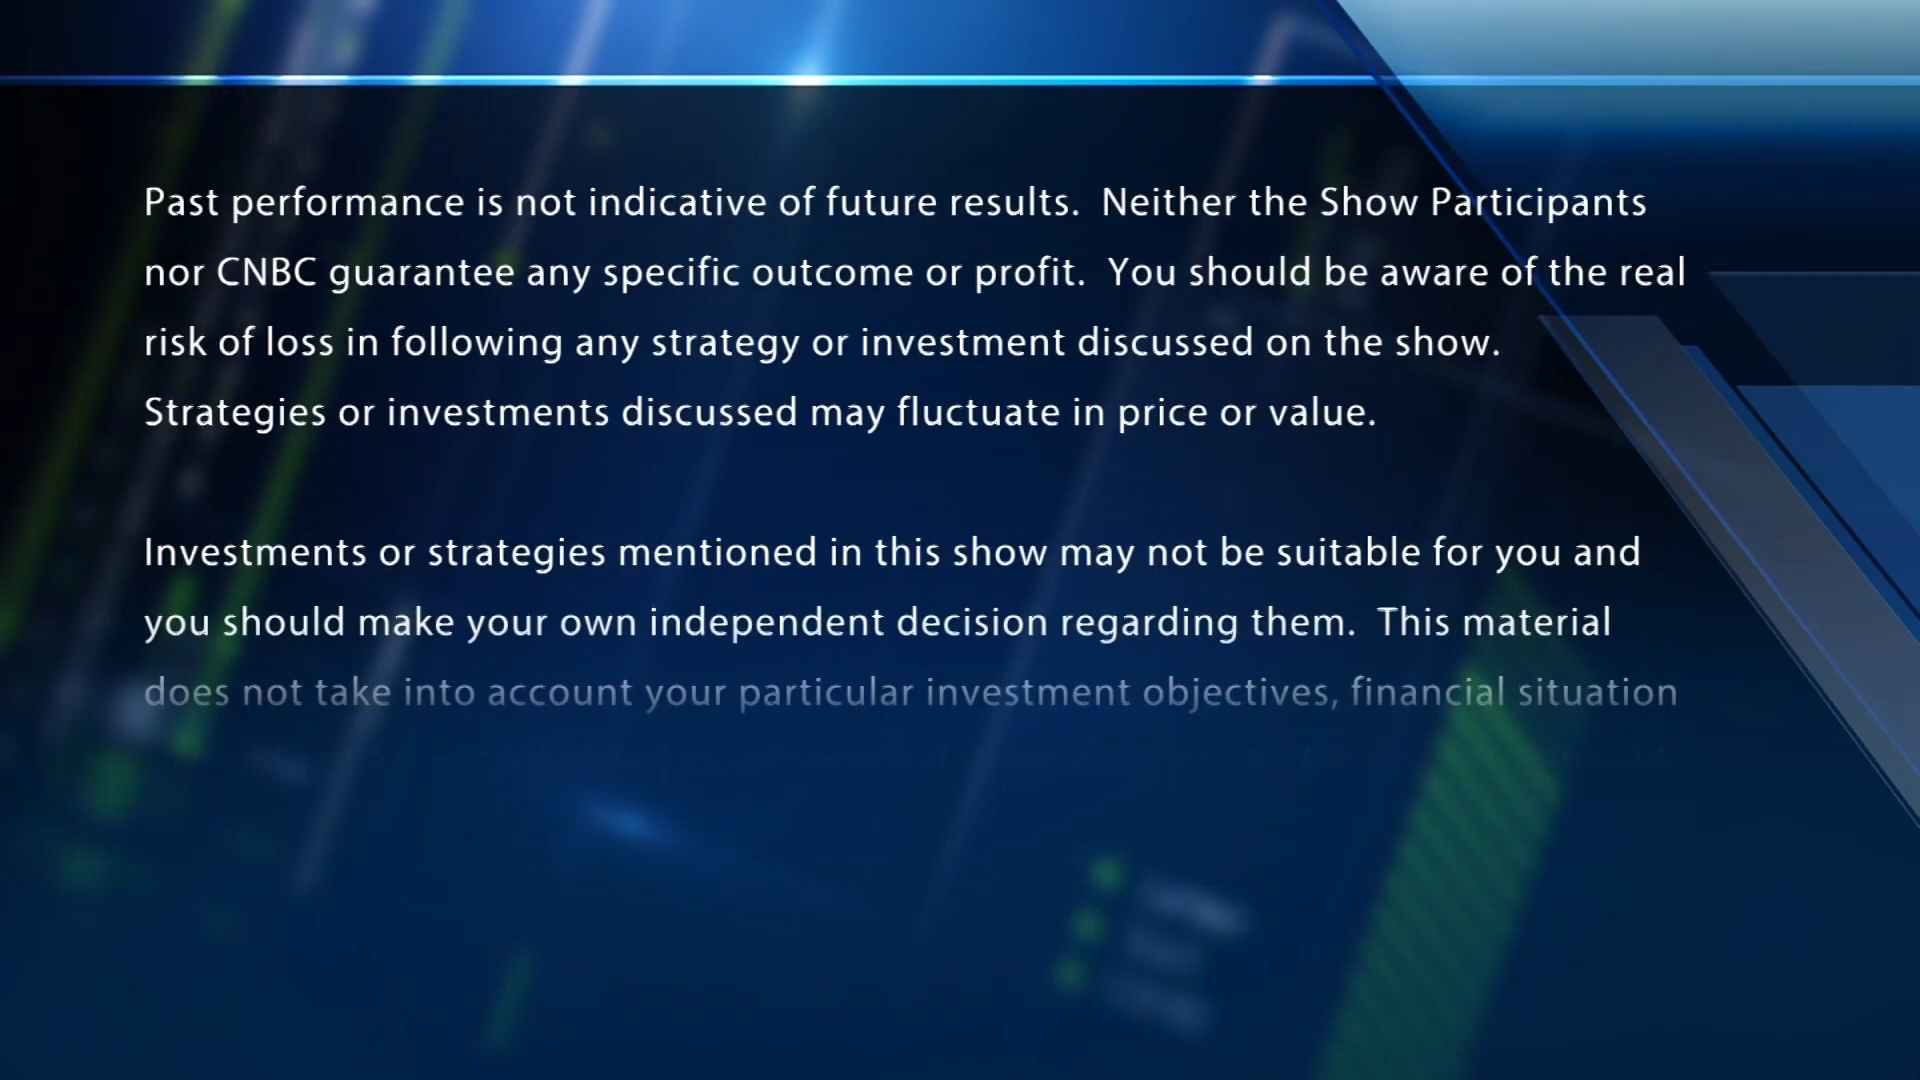 Past performance is not indicative of future results.  Neither the Show Participants
nor CNBC guarantee any specific outcome or profit.  You should be aware of the real
risk of loss in following any strategy or investment discussed on the show.
Strategies or investments discussed may fluctuate in price or value.
Investments or strategies mentioned in this show may not be suitable for you and
you should make your own independent decision regarding them.  This material
does not take into account your particular investment objectives, financial situation